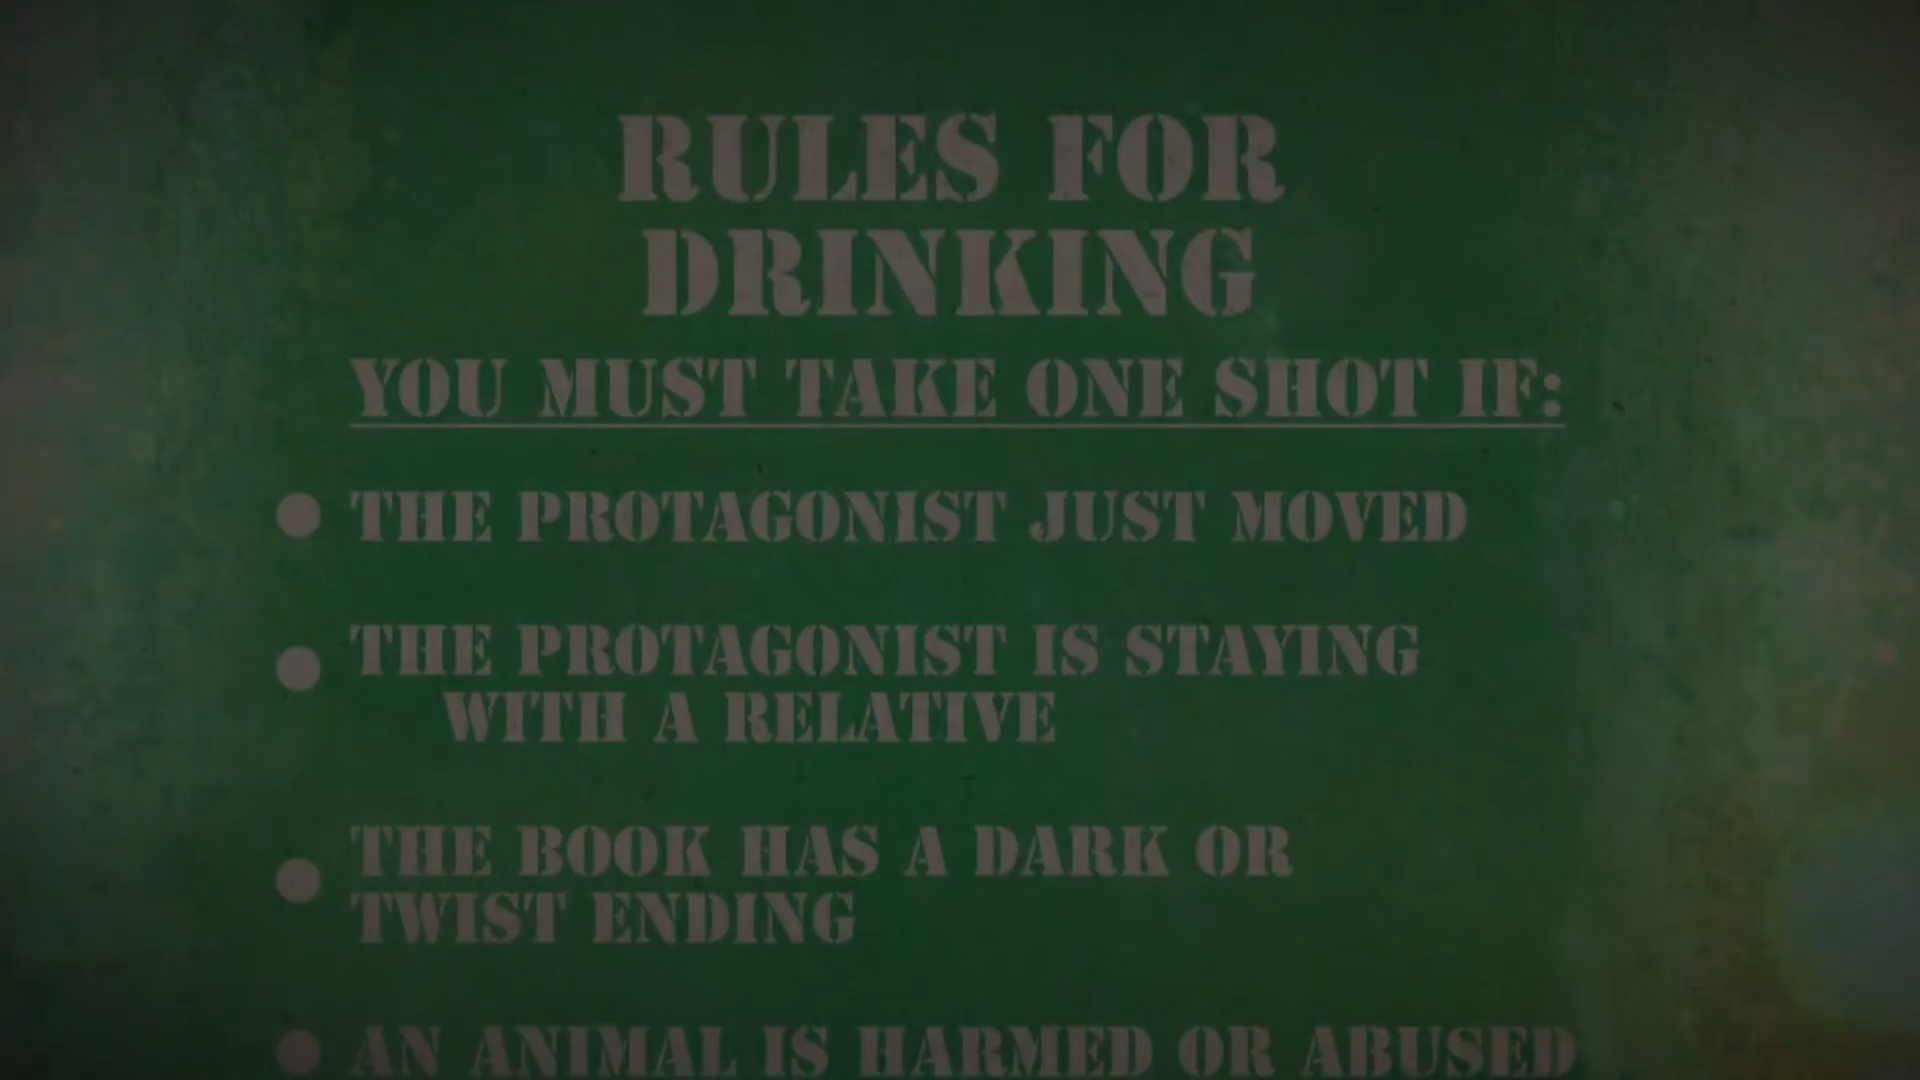 RULES FOR
DRINKING
YOU MUST TAKE ONE SHOT IF:
● THE PROTAGONIST JUST MOVED
● THE PROTAGONIST IS STAYING
WITH A RELATIVE
● THE BOOK HAS A DARK OR
TWIST ENDING
● AN ANIMAL IS HARMED OR ABUSED